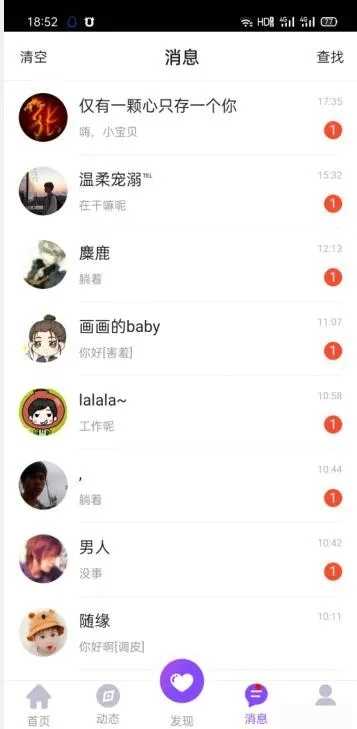 18:52 HD 4G 4G 77
清空 消息 查找
仅有一颗心只存一个你 17:35
嗨，小宝贝 1
温柔宠溺℡ 15:32
在干嘛呢 1
麋鹿 12:13
躺着 1
画画的baby 11:07
你好[害羞] 1
lalala~ 10:58
工作呢 1
, 10:44
躺着 1
男人 10:42
没事 1
随缘 10:11
你好啊[调皮]
首页 动态 发现 消息